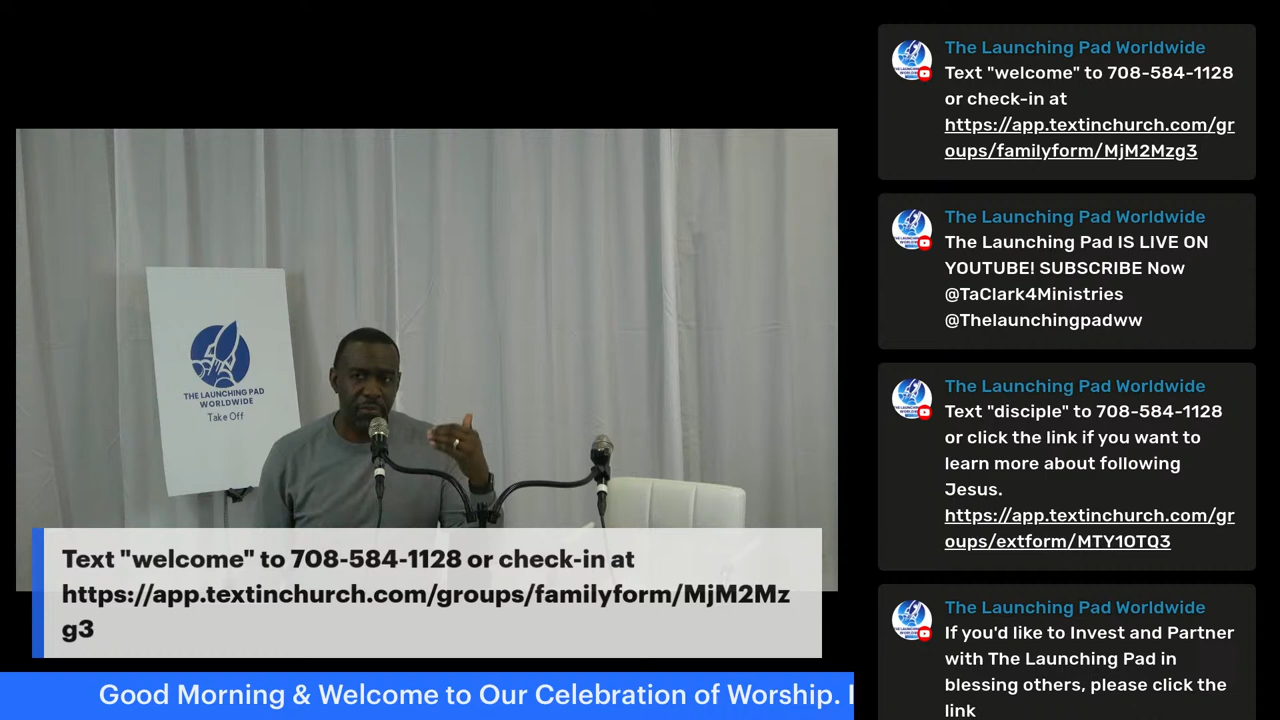 THE LAUNCHING PAD
WORLDWIDE
Take Off
Text "welcome" to 708-584-1128 or check-in at
https://app.textinchurch.com/groups/familyform/MjM2Mz
g3
Good Morning & Welcome to Our Celebration of Worship.
The Launching Pad Worldwide
Text "welcome" to 708-584-1128
or check-in at
https://app.textinchurch.com/gr
oups/familyform/MjM2Mzg3
The Launching Pad Worldwide
The Launching Pad IS LIVE ON
YOUTUBE! SUBSCRIBE Now
@TaClark4Ministries
@Thelaunchingpadww
The Launching Pad Worldwide
Text "disciple" to 708-584-1128
or click the link if you want to
learn more about following
Jesus.
https://app.textinchurch.com/gr
oups/extform/MTY1OTQ3
The Launching Pad Worldwide
If you'd like to Invest and Partner
with The Launching Pad in
blessing others, please click the
link